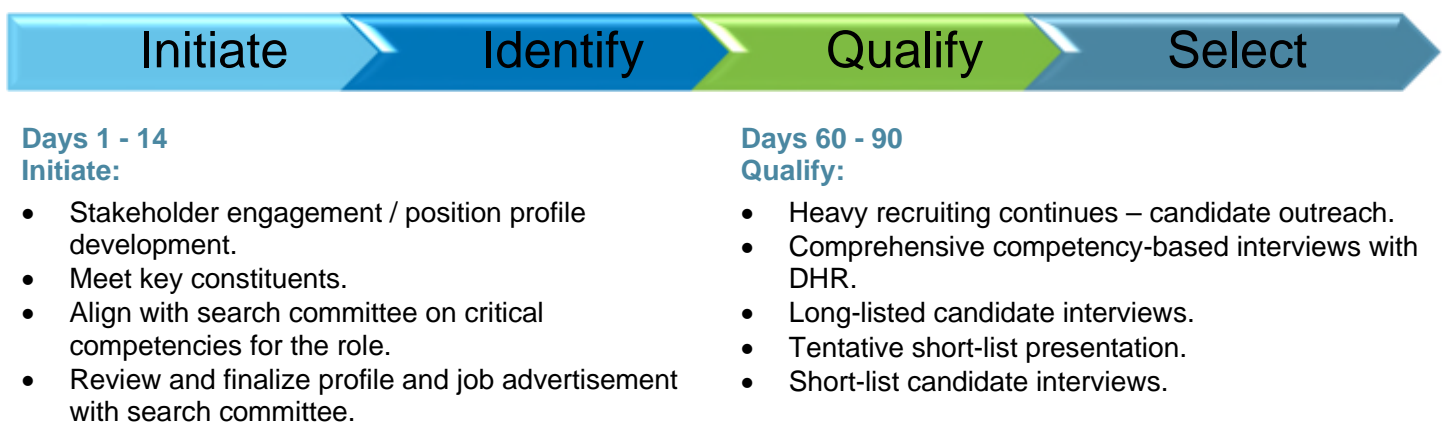 Initiate
Identify
Qualify
Select
Days 1 - 14
Initiate:
• Stakeholder engagement / position profile
development.
• Meet key constituents.
• Align with search committee on critical
competencies for the role.
• Review and finalize profile and job advertisement
with search committee.
Days 60 - 90
Qualify:
• Heavy recruiting continues – candidate outreach.
• Comprehensive competency-based interviews with
DHR.
• Long-listed candidate interviews.
• Tentative short-list presentation.
• Short-list candidate interviews.